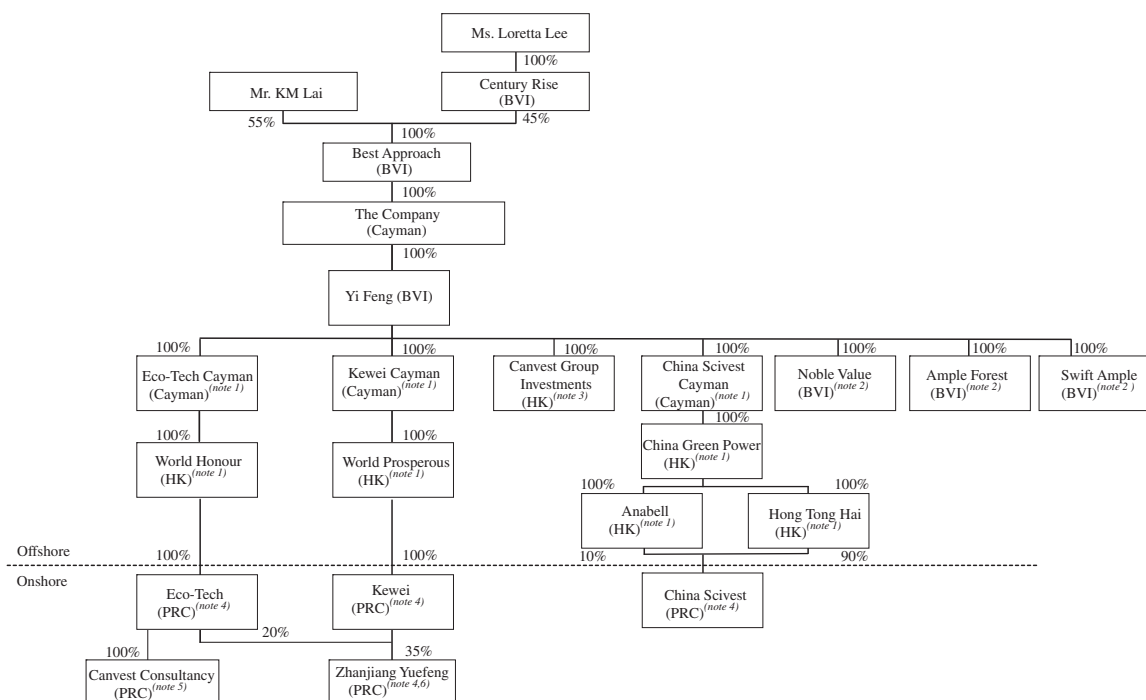 Ms. Loretta Lee
100%
Mr. KM Lai
Century Rise
(BVI)
55%
45%
100%
Best Approach
(BVI)
100%
The Company
(Cayman)
100%
Yi Feng (BVI)
100%
100%
100%
100%
100%
100%
100%
Eco-Tech Cayman
(Cayman)(note 1)
Kewei Cayman
(Cayman)(note 1)
Canvest Group
Investments
(HK)(note 3)
China Scivest
Cayman
(Cayman)(note 1)
Noble Value
(BVI)(note 2)
Ample Forest
(BVI)(note 2)
Swift Ample
(BVI)(note 2)
100%
100%
100%
World Honour
(HK)(note 1)
World Prosperous
(HK)(note 1)
China Green Power
(HK)(note 1)
100%
100%
Anabell
(HK)(note 1)
Hong Tong Hai
(HK)(note 1)
Offshore
100%
100%
10%
90%
Onshore
Eco-Tech
(PRC)(note 4)
Kewei
(PRC)(note 4)
China Scivest
(PRC)(note 4)
20%
100%
35%
Canvest Consultancy
(PRC)(note 5)
Zhanjiang Yuefeng
(PRC)(note 4,6)